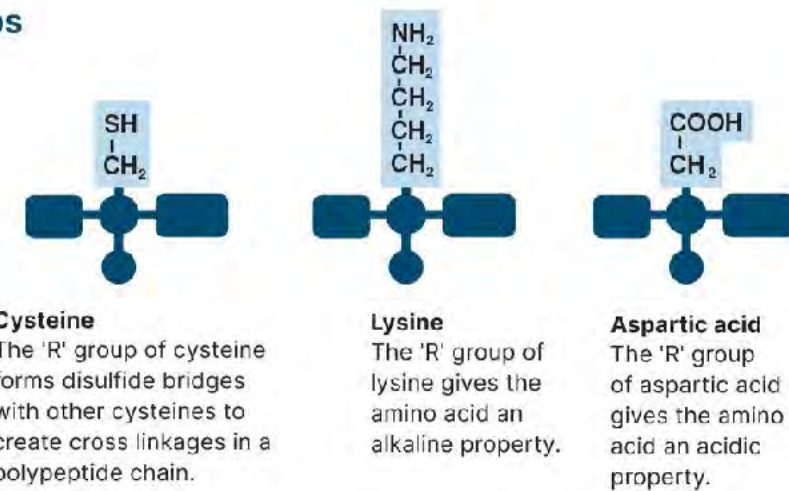 SH
CH₂
NH₂
CH₂
CH₂
CH₂
CH₂
COOH
CH₂
Cysteine
The 'R' group of cysteine
forms disulfide bridges
with other cysteines to
create cross linkages in a
polypeptide chain.
Lysine
The 'R' group of
lysine gives the
amino acid an
alkaline property.
Aspartic acid
The 'R' group
of aspartic acid
gives the amino
acid an acidic
property.